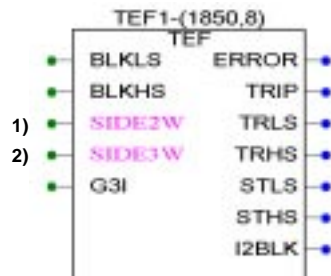 TEF1-(1850,8)
TEF
BLKLS ERROR
BLKHS TRIP
1) SIDE2W TRLS
2) SIDE3W TRHS
G3I STLS
STHS
I2BLK